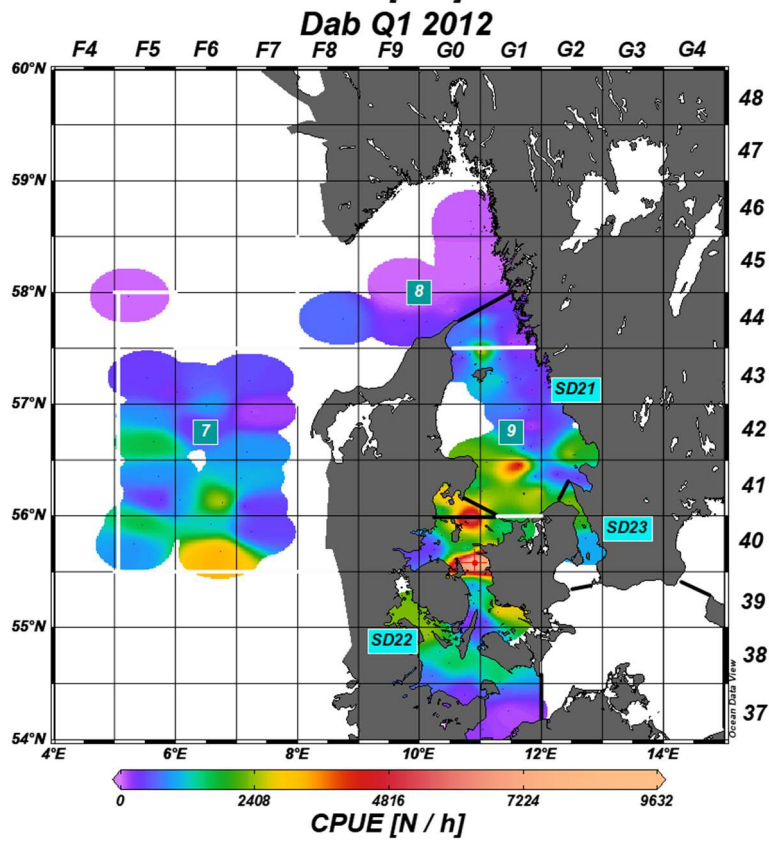 Dab Q1 2012
F4 F5 F6 F7 F8 F9 G0 G1 G2 G3 G4
60°N
48
47
59°N
46
45
58°N
8
44
43
SD21
57°N
7
9
42
41
56°N
SD23
40
39
55°N
SD22
38
37
54°N
Ocean Data View
4°E 6°E 8°E 10°E 12°E 14°E
0 2408 4816 7224 9632
CPUE [N / h]